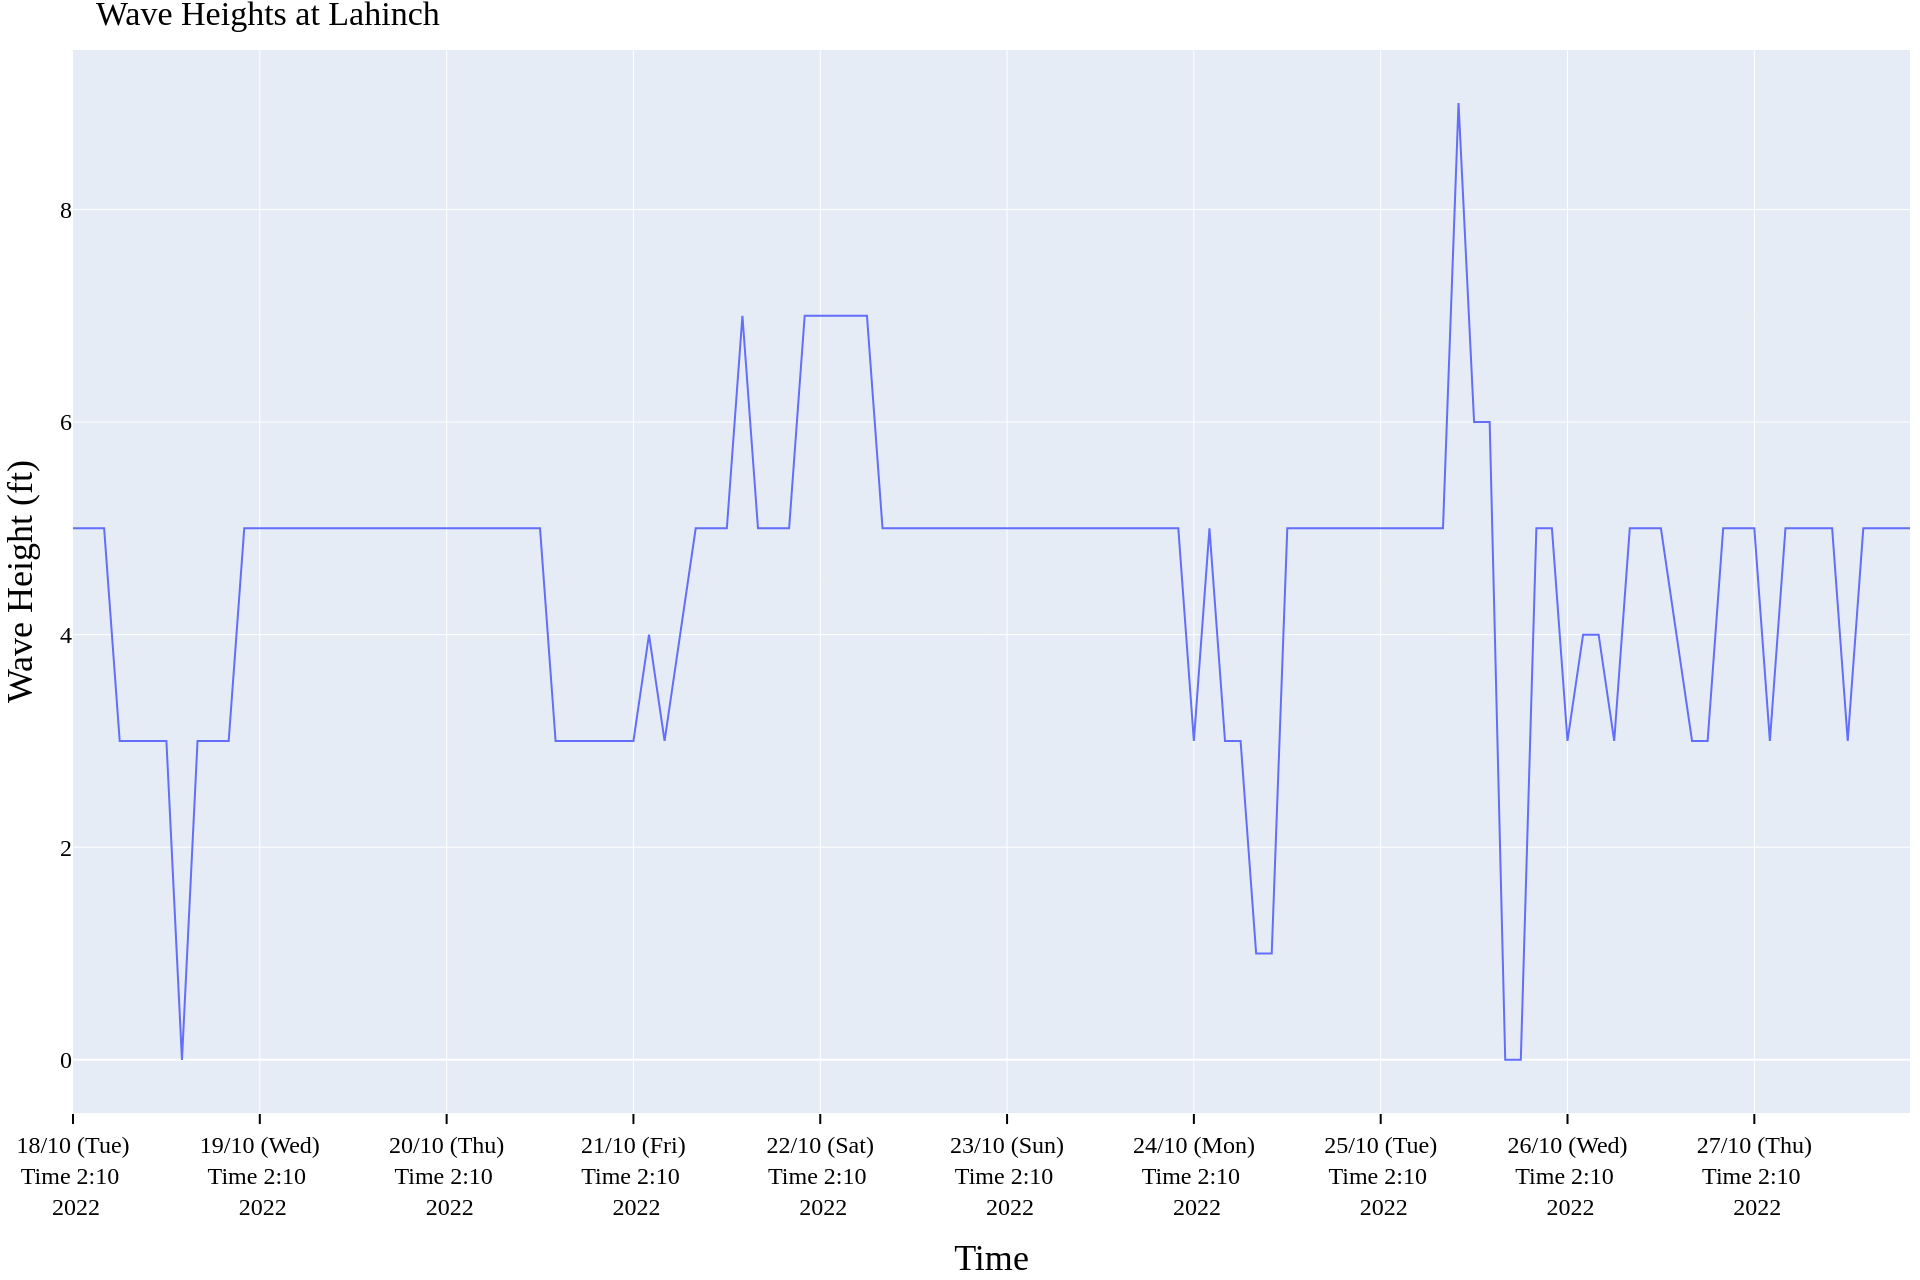 Wave Heights at Lahinch
Wave Height (ft)
8
6
4
2
0
18/10 (Tue) 19/10 (Wed) 20/10 (Thu) 21/10 (Fri) 22/10 (Sat) 23/10 (Sun) 24/10 (Mon) 25/10 (Tue) 26/10 (Wed) 27/10 (Thu)
Time 2:10 Time 2:10 Time 2:10 Time 2:10 Time 2:10 Time 2:10 Time 2:10 Time 2:10 Time 2:10 Time 2:10
2022 2022 2022 2022 2022 2022 2022 2022 2022 2022
Time